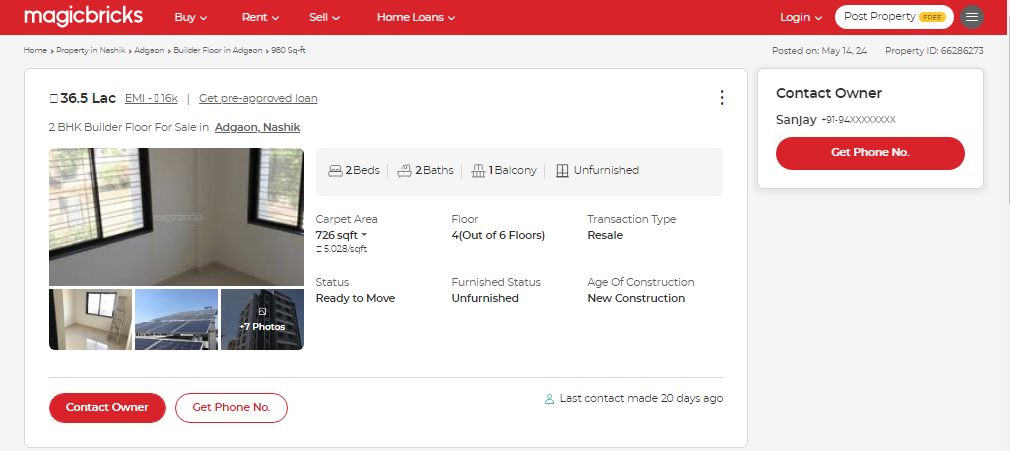 magicbricks
Buy
Rent
Sell
Home Loans
Login
Post Property FREE
Home > Property in Nashik > Adgaon > Builder Floor in Adgaon > 980 Sq-ft
Posted on: May 14, 24
Property ID: 66286273
36.5 Lac
EMI - 16k | Get pre-approved loan
2 BHK Builder Floor For Sale in Adgaon, Nashik
magicbricks
+7 Photos
2 Beds
2 Baths
1 Balcony
Unfurnished
Carpet Area
726 sqft
5,028/sqft
Floor
4(Out of 6 Floors)
Transaction Type
Resale
Status
Ready to Move
Furnished Status
Unfurnished
Age Of Construction
New Construction
Contact Owner
Get Phone No.
Last contact made 20 days ago
Contact Owner
Sanjay +91-94XXXXXXXX
Get Phone No.